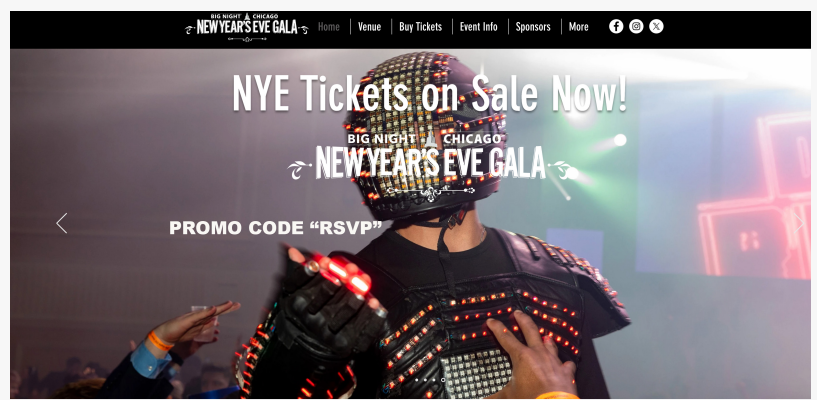 BIG NIGHT CHICAGO
NEW YEAR'S EVE GALA
Home
Venue
Buy Tickets
Event Info
Sponsors
More
NYE Tickets on Sale Now!
BIG NIGHT CHICAGO
NEW YEAR'S EVE GALA
PROMO CODE “RSVP”